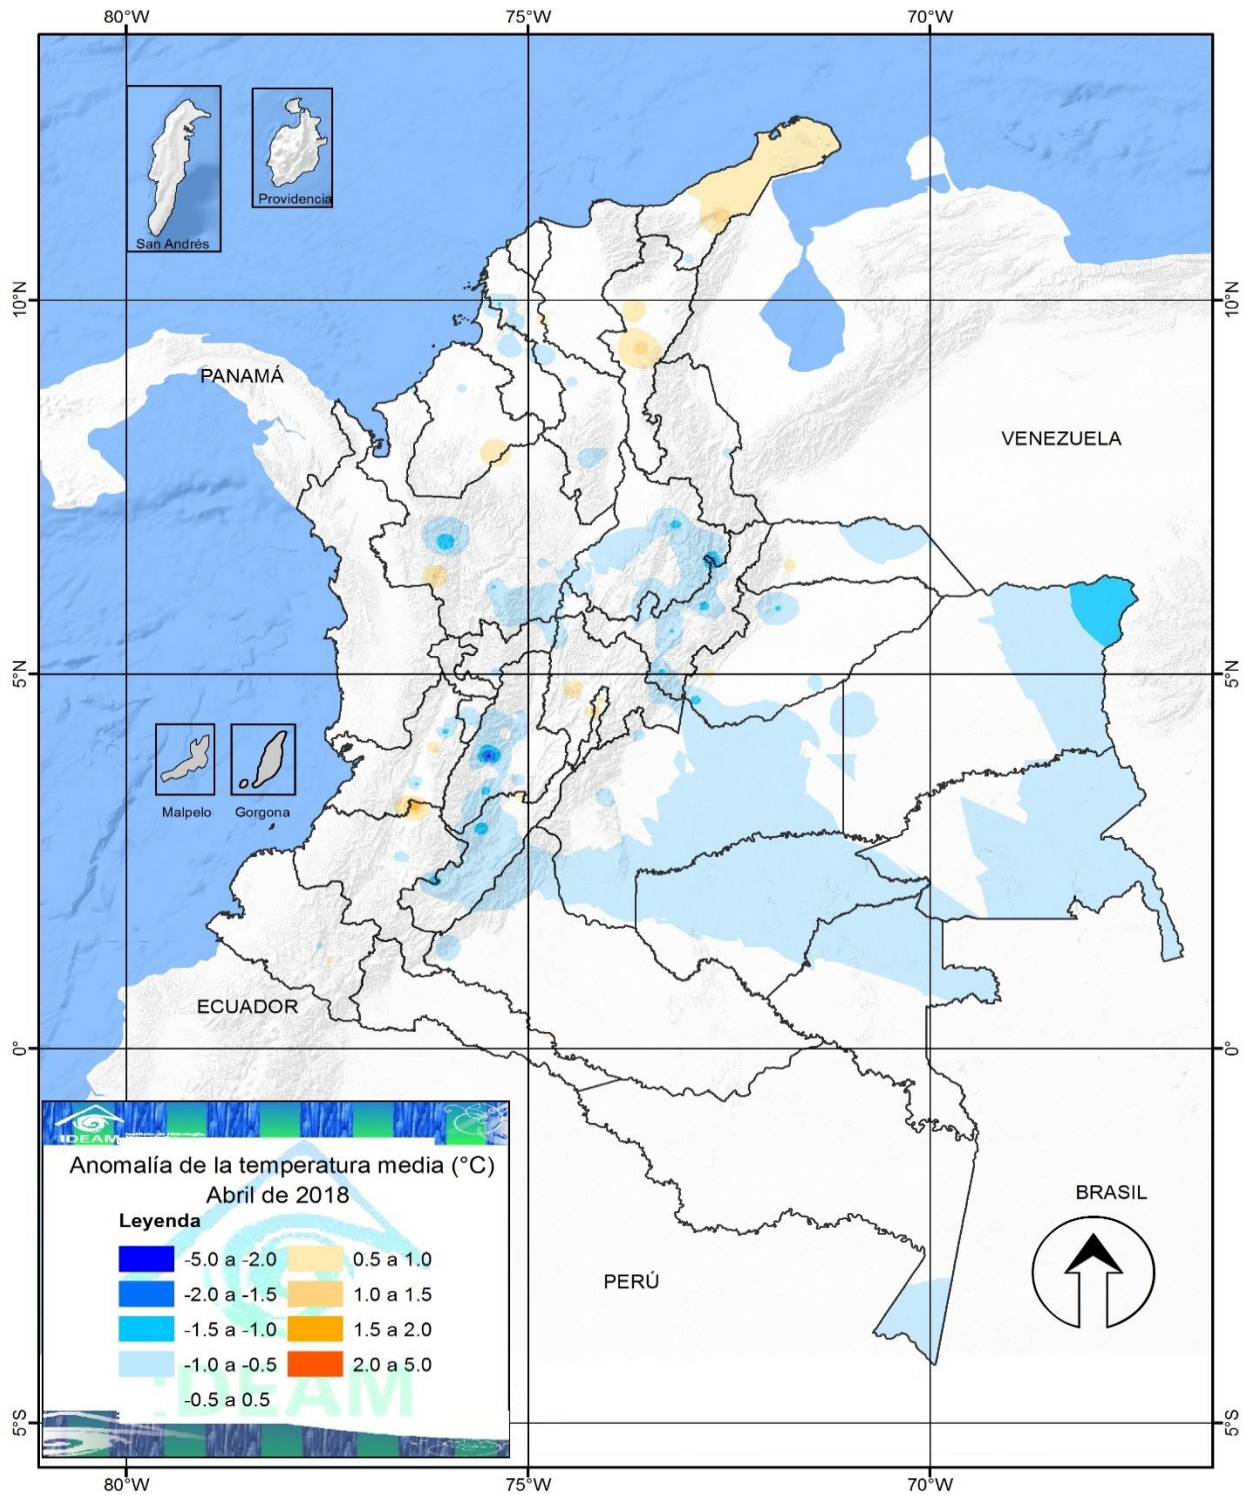 80°W 75°W 70°W
San Andrés
Providencia
10°N 10°N
PANAMÁ
VENEZUELA
5°N 5°N
Malpelo Gorgona
ECUADOR
0° 0°
IDEAM
Anomalía de la temperatura media (°C)
Abril de 2018
Leyenda
-5.0 a -2.0 0.5 a 1.0
-2.0 a -1.5 1.0 a 1.5
-1.5 a -1.0 1.5 a 2.0
-1.0 a -0.5 2.0 a 5.0
-0.5 a 0.5
IDEAM
BRASIL
PERÚ
5°S 5°S
80°W 75°W 70°W